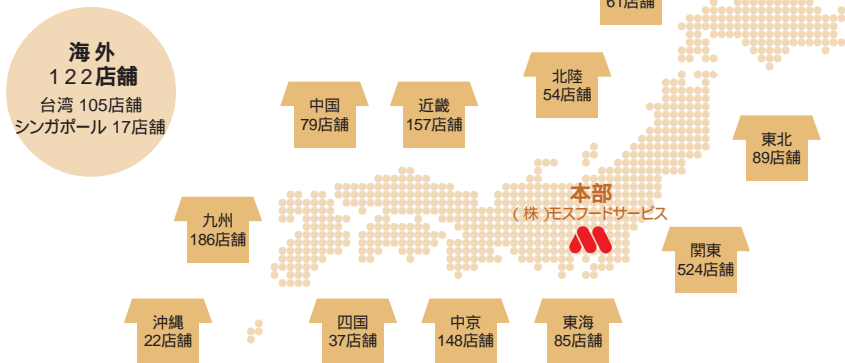 61店舗
海外
122店舗
台湾 105店舗
シンガポール 17店舗
北陸
54店舗
中国
79店舗
近畿
157店舗
東北
89店舗
本部
(株)モスフードサービス
九州
186店舗
関東
524店舗
沖縄
22店舗
四国
37店舗
中京
148店舗
東海
85店舗